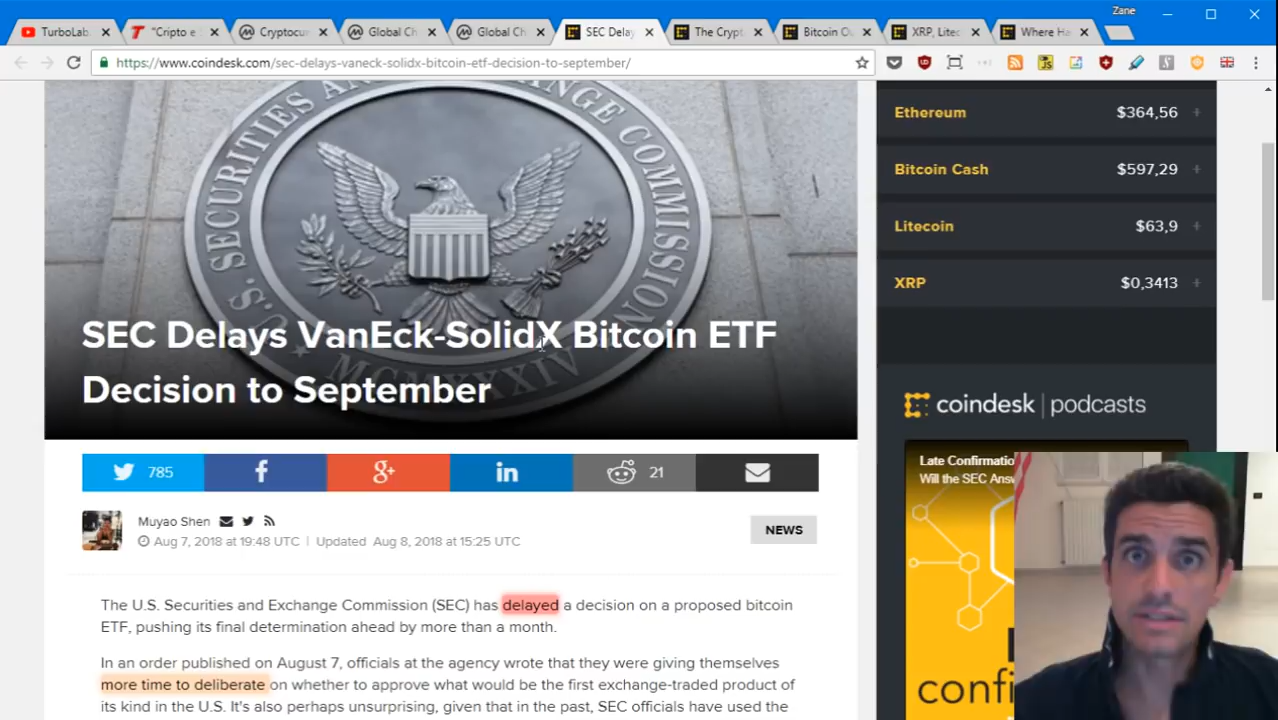 Zane
TurboLab.
"Cripto e
Cryptocur
Global Ch
Global Ch
SEC Delay
The Crypt
Bitcoin O
XRP, Litec
Where Ha
https://www.coindesk.com/sec-delays-vaneck-solidx-bitcoin-etf-decision-to-september/
U.S. SECURITIES AND EXCHANGE COMMISSION
MCMXXXIV
SEC Delays VanEck-SolidX Bitcoin ETF
Decision to September
785
21
Muyao Shen
Aug 7, 2018 at 19:48 UTC | Updated Aug 8, 2018 at 15:25 UTC
NEWS
The U.S. Securities and Exchange Commission (SEC) has delayed a decision on a proposed bitcoin
ETF, pushing its final determination ahead by more than a month.
In an order published on August 7, officials at the agency wrote that they were giving themselves
more time to deliberate on whether to approve what would be the first exchange-traded product of
its kind in the U.S. It's also perhaps unsurprising, given that in the past, SEC officials have used the
Ethereum $364,56 +
Bitcoin Cash $597,29 +
Litecoin $63,9 +
XRP $0,3413 +
coindesk | podcasts
Late Confirmatio
Will the SEC Answ
confi